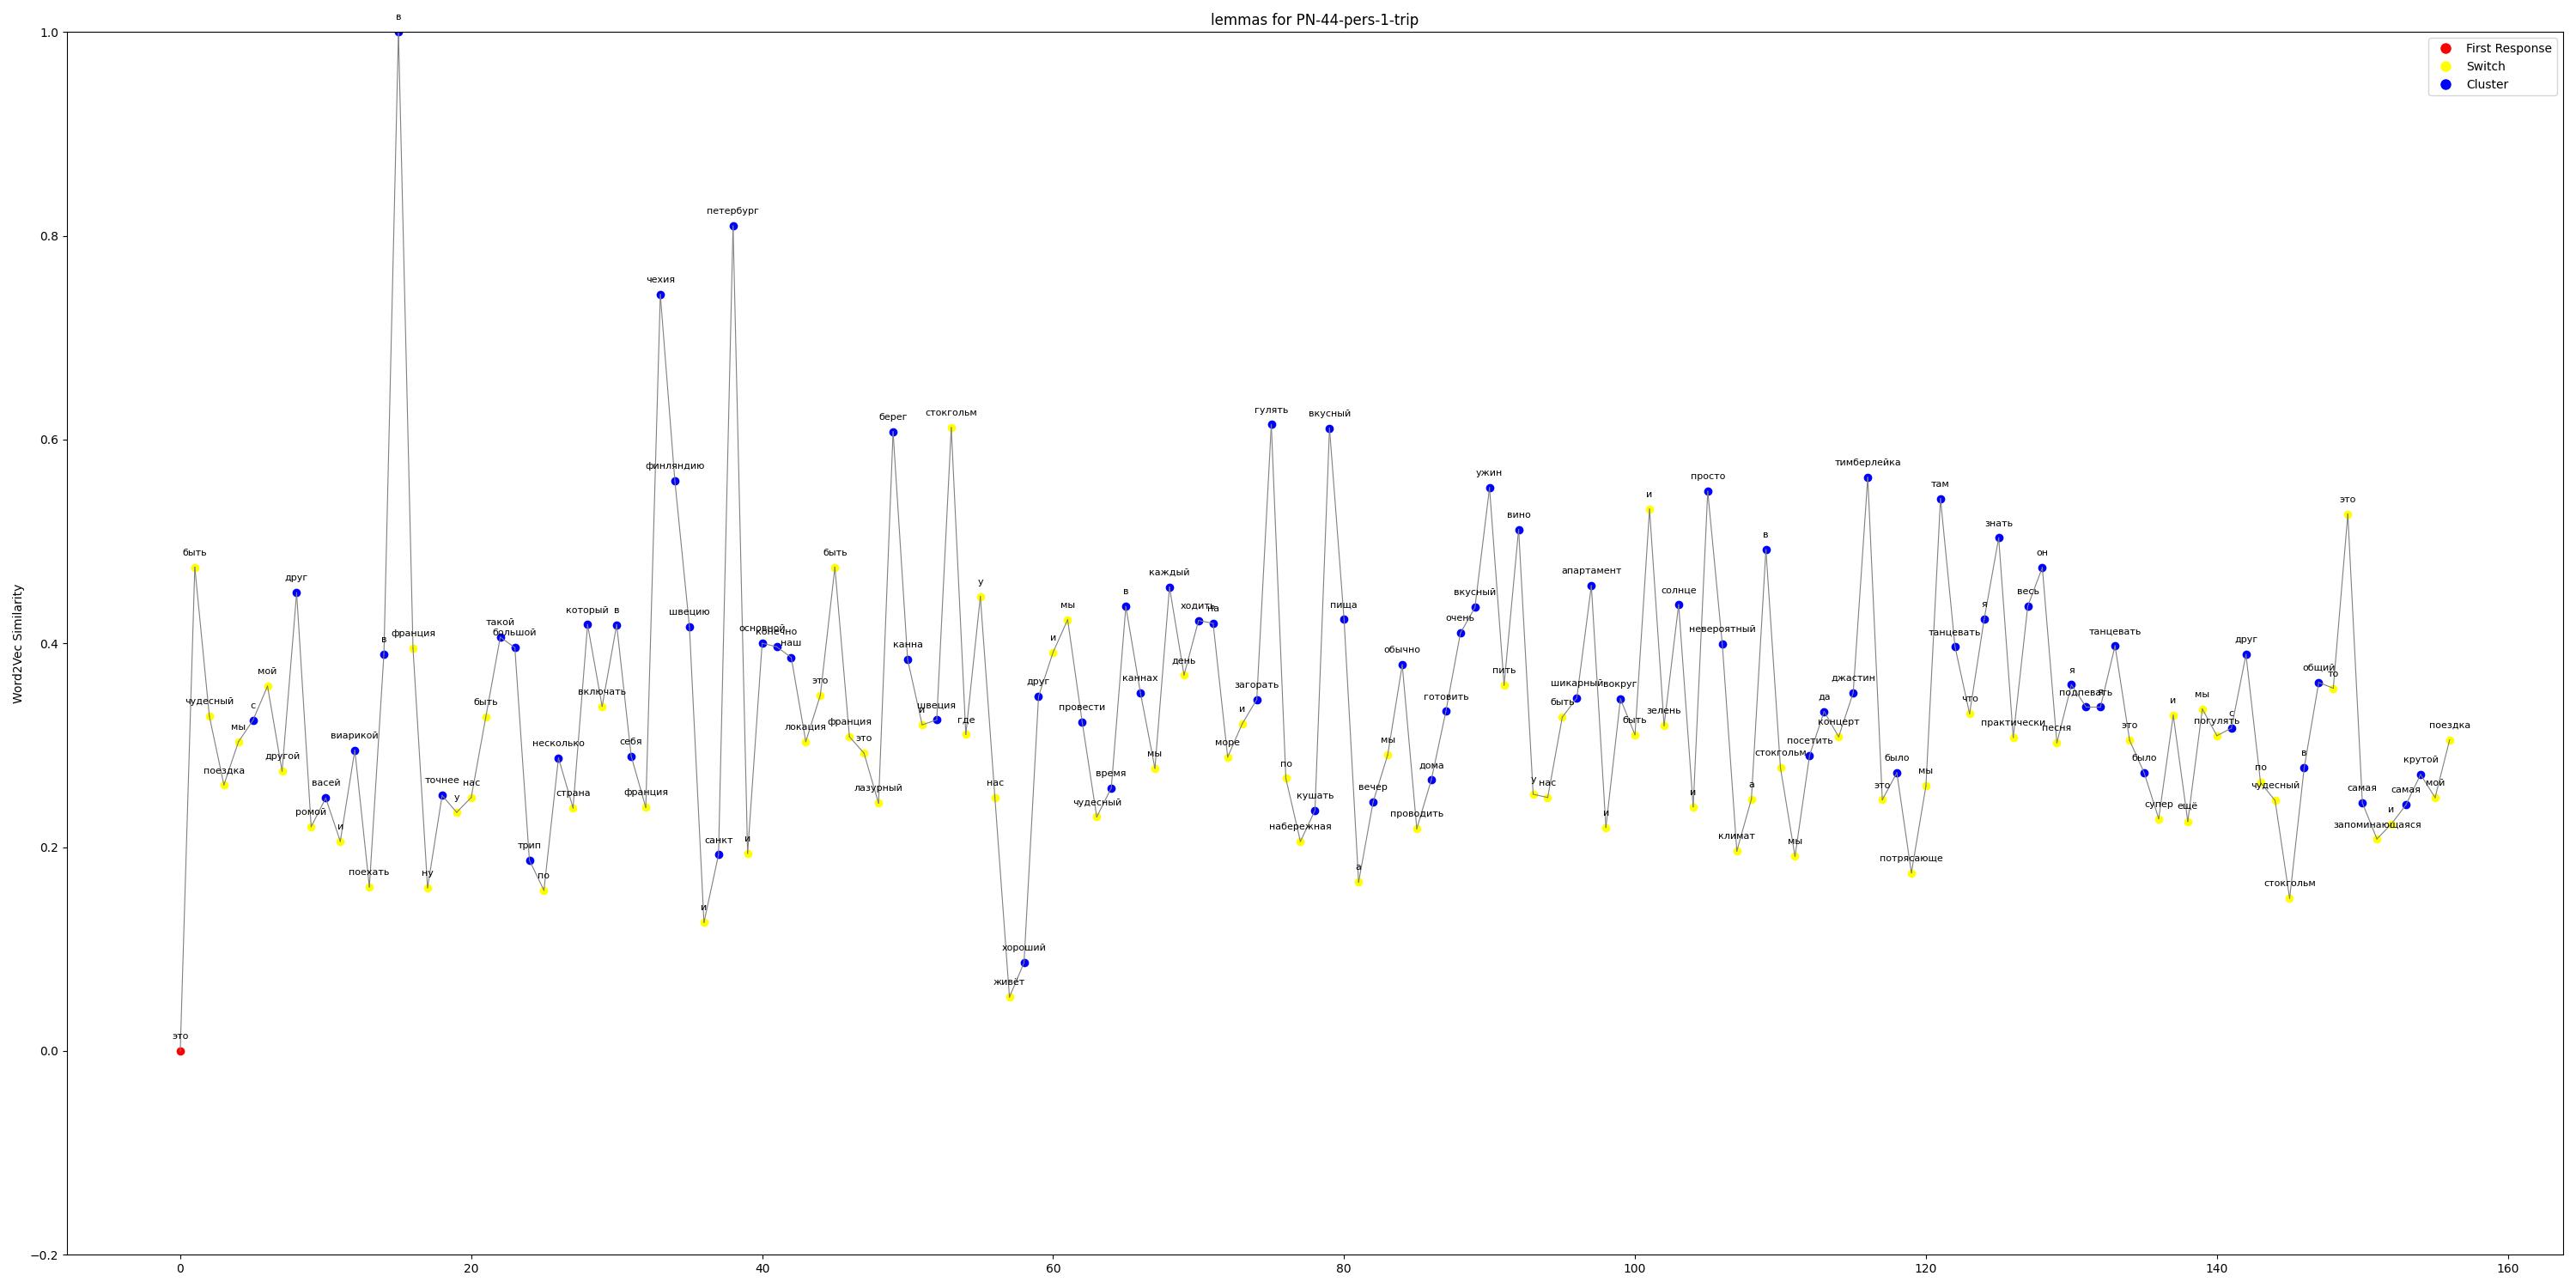 lemmas for PN-44-pers-1-trip
First Response
Switch
Cluster
Word2Vec Similarity
1.0
0.8
0.6
0.4
0.2
0.0
−0.2
0
20
40
60
80
100
120
140
160
это
быть
чудесный
поездка
мы
с
мой
другой
друг
ромой
васей
и
виарикой
поехать
в
в
франция
ну
точнее
у
нас
быть
такой
большой
трип
по
несколько
страна
который
включать
в
себя
франция
чехия
финляндию
швецию
и
санкт
петербург
и
основной
конечно
наш
локация
это
быть
франция
это
лазурный
берег
канна
и
швеция
стокгольм
где
у
нас
живёт
хороший
друг
и
мы
провести
чудесный
время
в
каннах
мы
каждый
день
ходить
на
море
и
загорать
гулять
по
набережная
кушать
вкусный
пища
а
вечер
мы
обычно
проводить
дома
готовить
очень
вкусный
ужин
пить
вино
у
нас
быть
шикарный
апартамент
и
вокруг
быть
и
зелень
солнце
и
просто
невероятный
климат
а
в
стокгольм
мы
посетить
да
концерт
джастин
тимберлейка
это
было
потрясающе
мы
там
танцевать
что
я
знать
практически
весь
он
песня
я
подпевать
я
танцевать
это
было
супер
и
ещё
мы
погулять
с
друг
по
чудесный
стокгольм
в
общий
то
это
самая
запоминающаяся
и
самая
крутой
мой
поездка